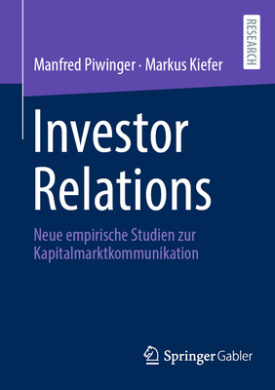 Manfred Piwinger · Markus Kiefer
RESEARCH
Investor
Relations
Neue empirische Studien zur
Kapitalmarktkommunikation
Springer Gabler